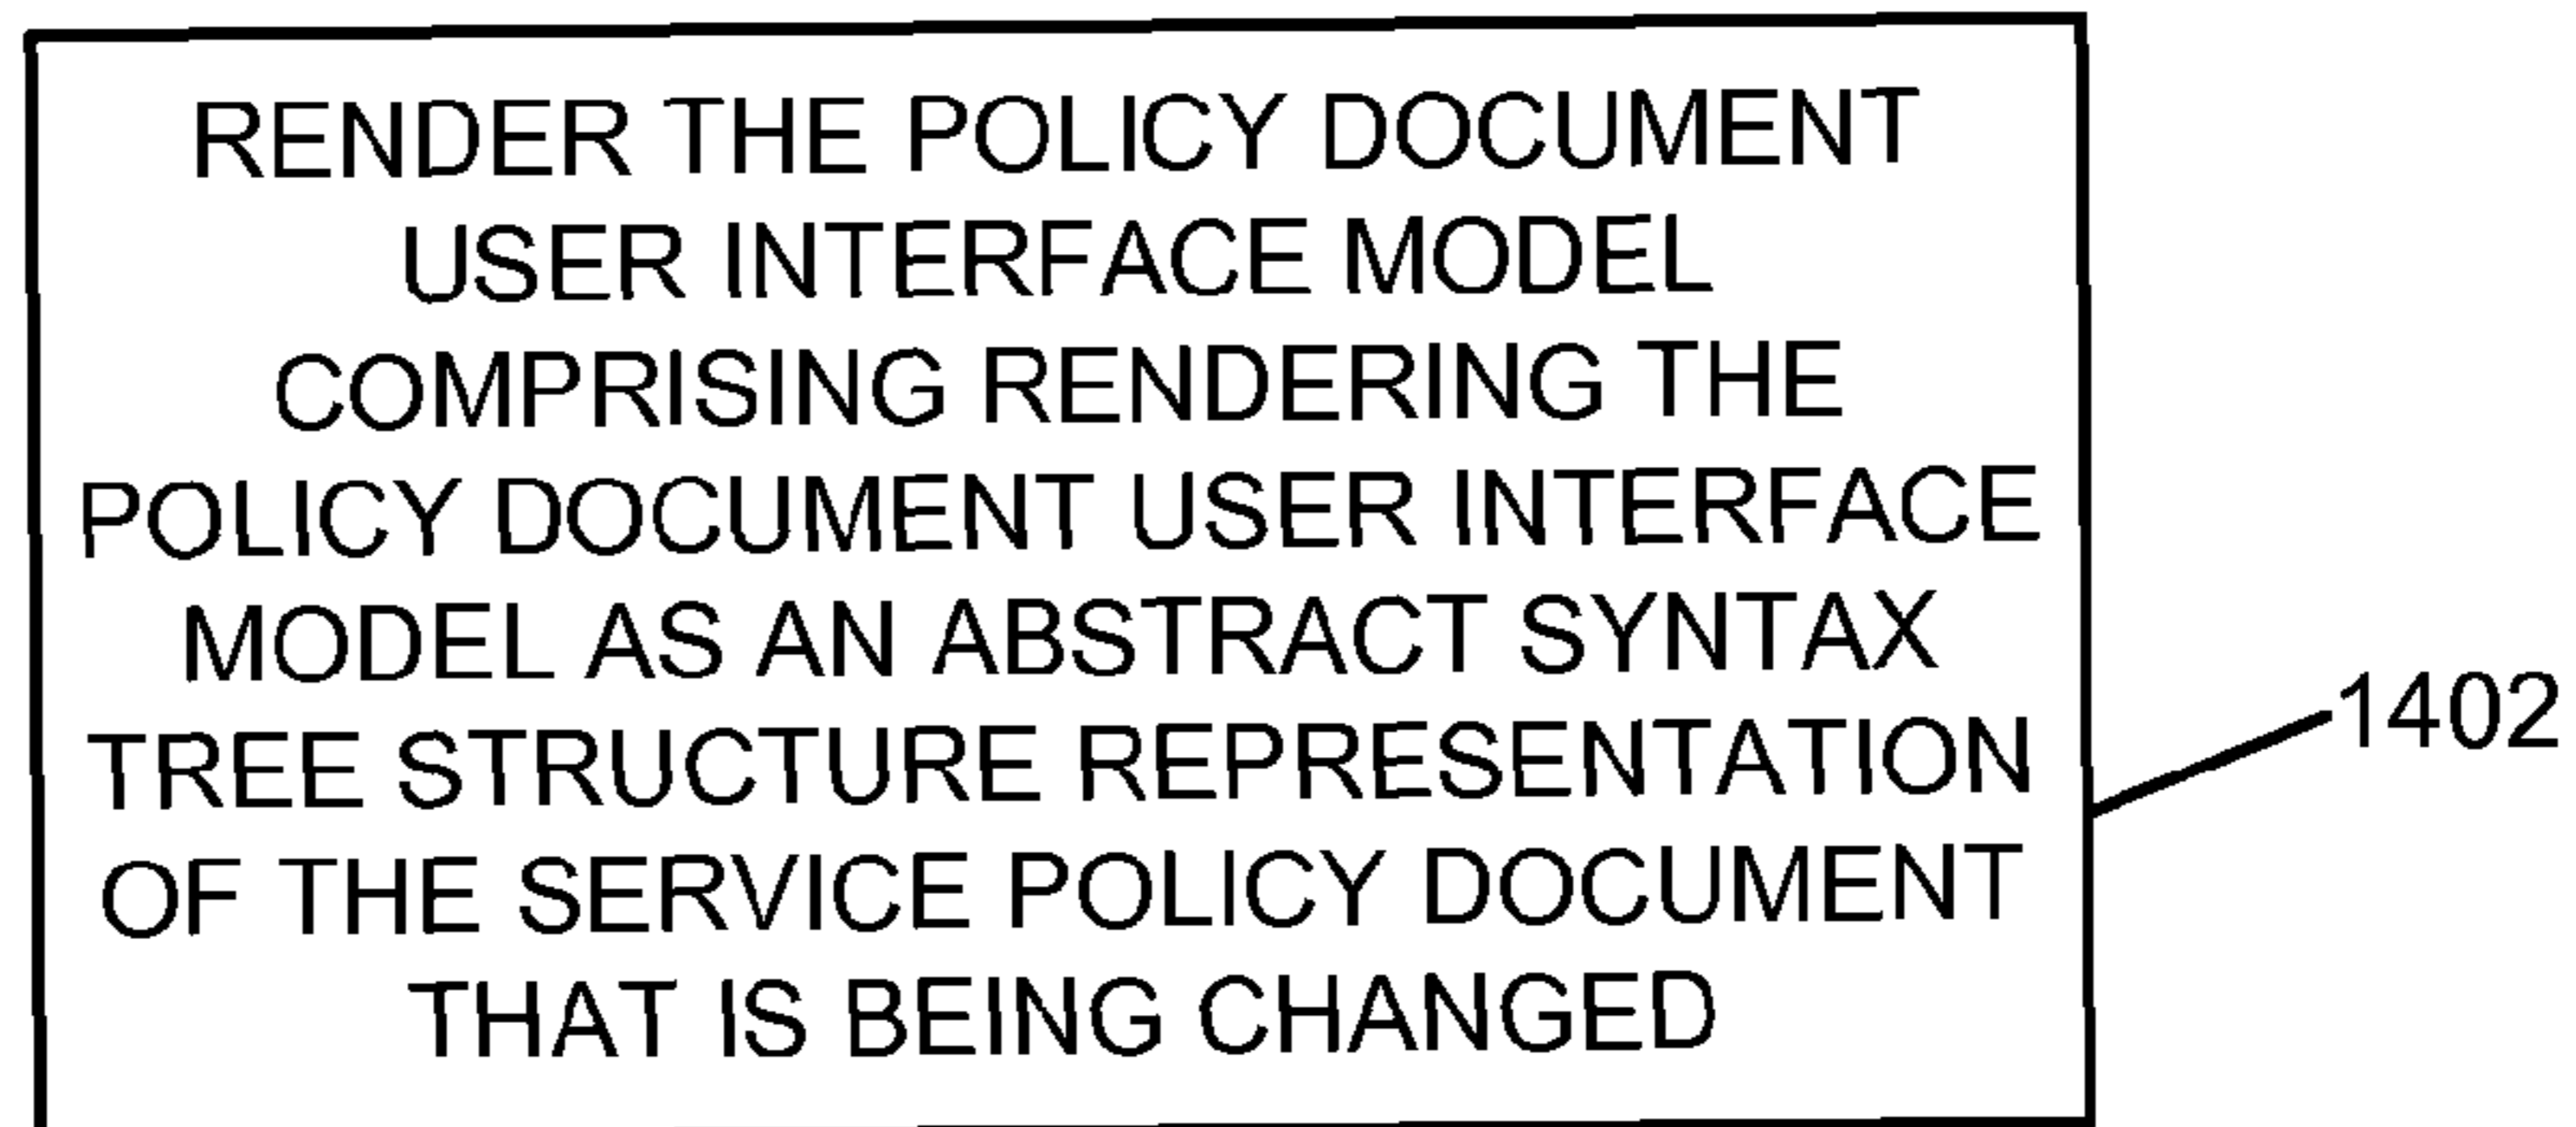 RENDER THE POLICY DOCUMENT
USER INTERFACE MODEL
COMPRISING RENDERING THE
POLICY DOCUMENT USER INTERFACE
MODEL AS AN ABSTRACT SYNTAX
TREE STRUCTURE REPRESENTATION
OF THE SERVICE POLICY DOCUMENT
THAT IS BEING CHANGED
1402